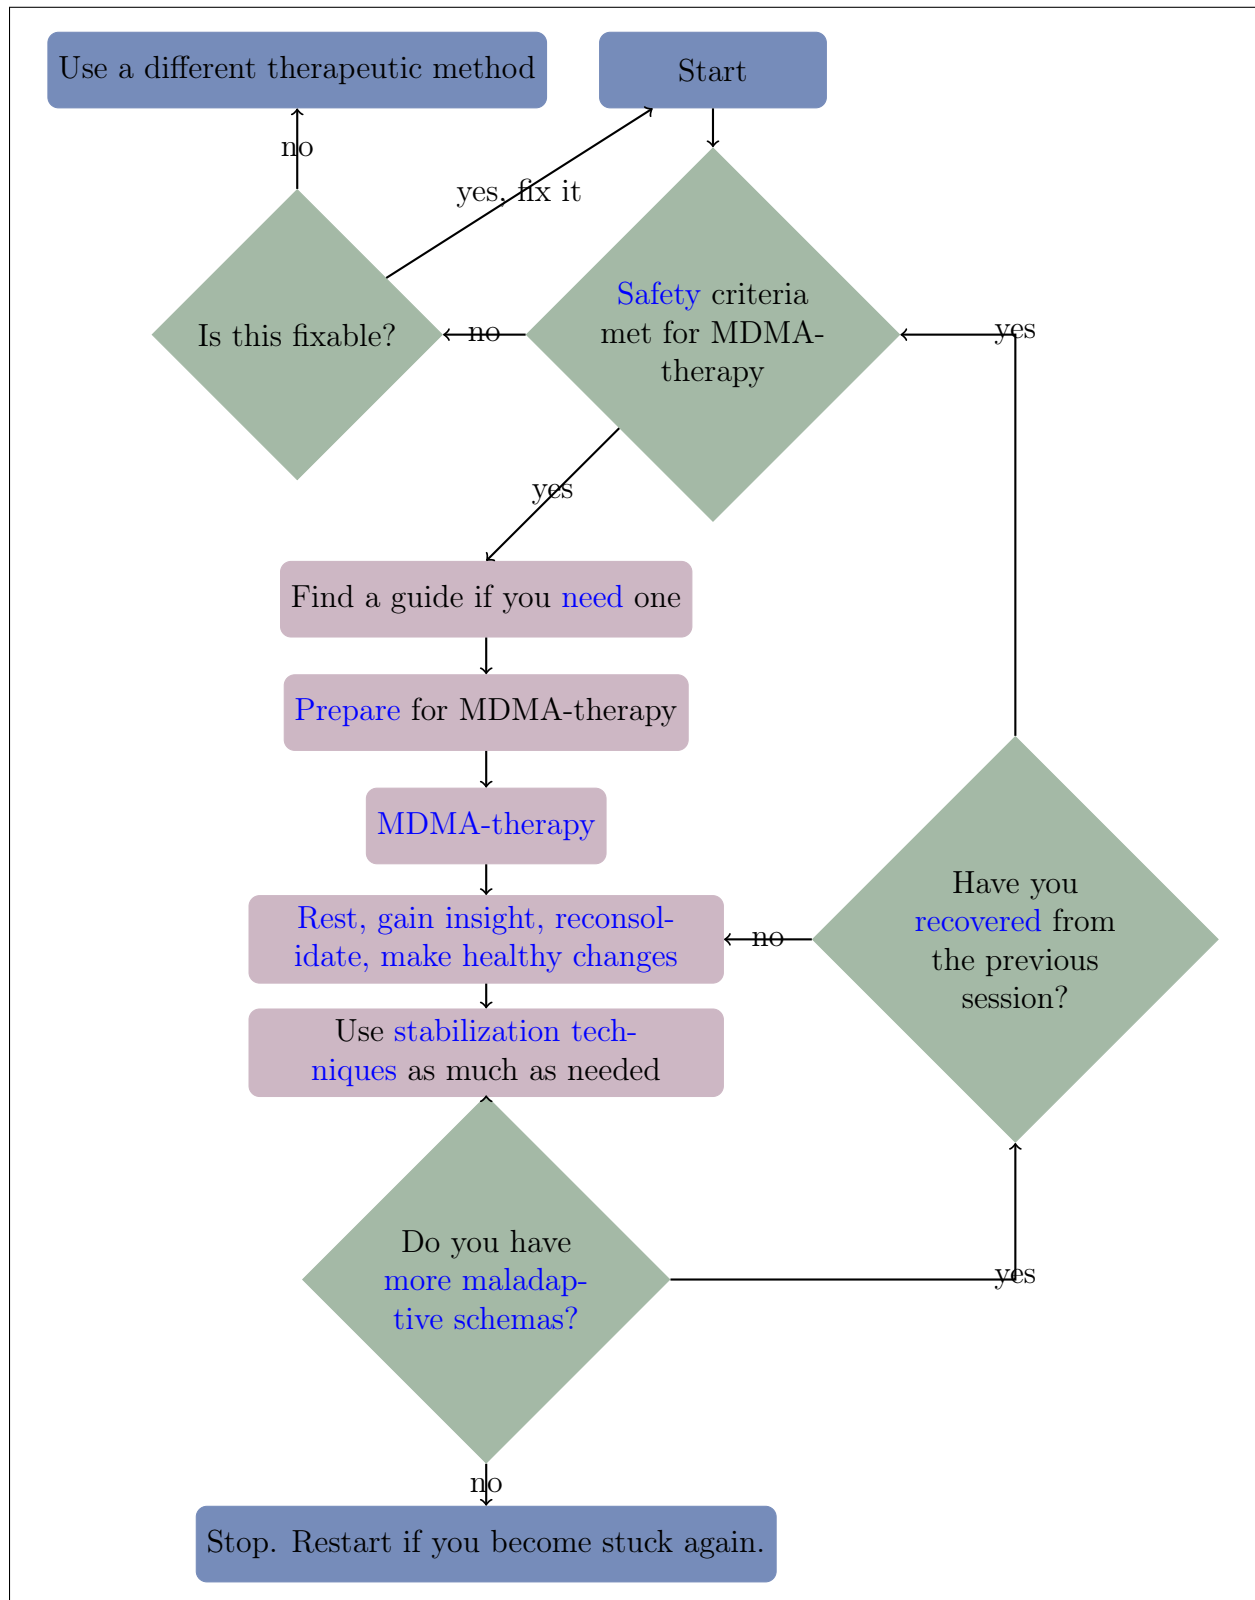 Use a different therapeutic method
Start
no
yes, fix it
Safety criteria
met for MDMA-
therapy
Is this fixable?
no
yes
yes
Find a guide if you need one
Prepare for MDMA-therapy
MDMA-therapy
Rest, gain insight, reconsol-
idate, make healthy changes
no
Have you
recovered from
the previous
session?
Use stabilization tech-
niques as much as needed
Do you have
more maladap-
tive schemas?
yes
no
Stop. Restart if you become stuck again.